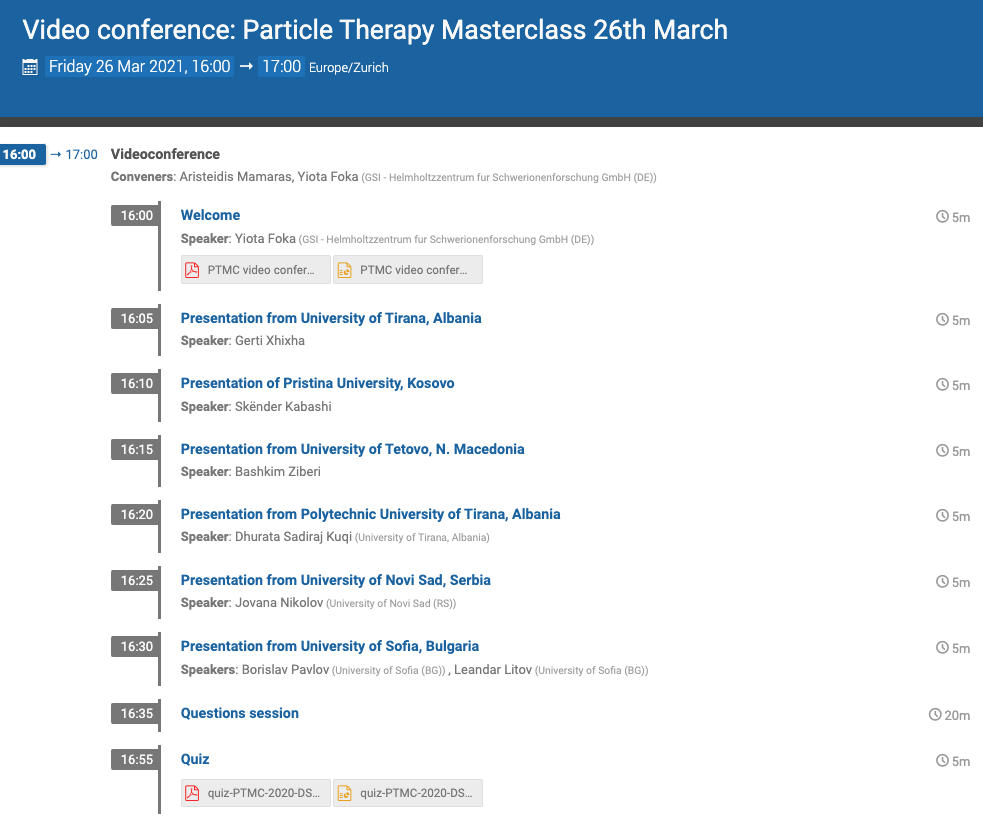 Video conference: Particle Therapy Masterclass 26th March
Friday 26 Mar 2021, 16:00 → 17:00 Europe/Zurich
16:00 → 17:00 Videoconference
Conveners: Aristeidis Mamaras, Yiota Foka (GSI - Helmholtzzentrum fur Schwerionenforschung GmbH (DE))
16:00 Welcome 5m
Speaker: Yiota Foka (GSI - Helmholtzzentrum fur Schwerionenforschung GmbH (DE))
PTMC video confer... PTMC video confer...
16:05 Presentation from University of Tirana, Albania 5m
Speaker: Gerti Xhixha
16:10 Presentation of Pristina University, Kosovo 5m
Speaker: Skënder Kabashi
16:15 Presentation from University of Tetovo, N. Macedonia 5m
Speaker: Bashkim Ziberi
16:20 Presentation from Polytechnic University of Tirana, Albania 5m
Speaker: Dhurata Sadiraj Kuqi (University of Tirana, Albania)
16:25 Presentation from University of Novi Sad, Serbia 5m
Speaker: Jovana Nikolov (University of Novi Sad (RS))
16:30 Presentation from University of Sofia, Bulgaria 5m
Speakers: Borislav Pavlov (University of Sofia (BG)) , Leandar Litov (University of Sofia (BG))
16:35 Questions session 20m
16:55 Quiz 5m
quiz-PTMC-2020-DS... quiz-PTMC-2020-DS...